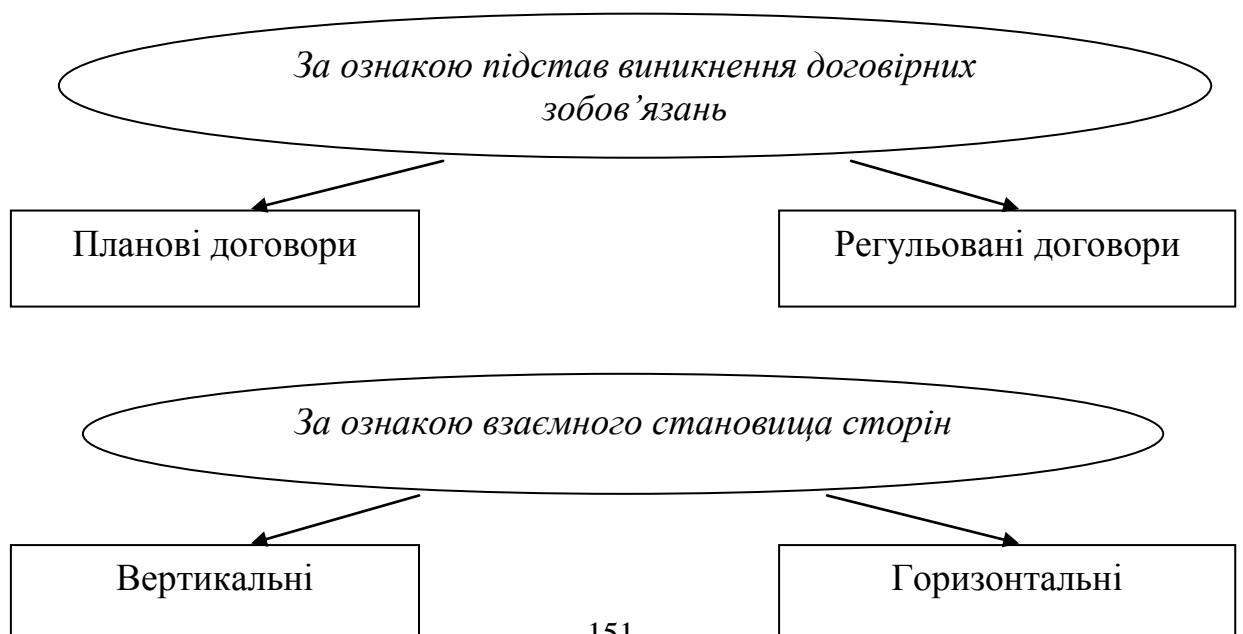 За ознакою підстав виникнення договірних
зобов’язань
Планові договори
Регульовані договори
За ознакою взаємного становища сторін
Вертикальні
Горизонтальні
151